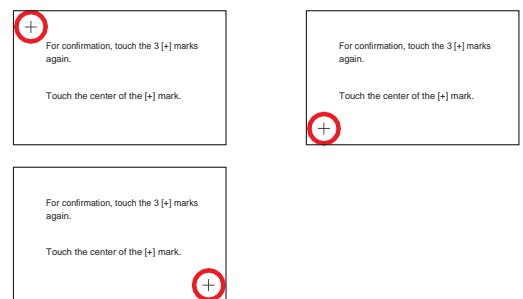 For confirmation, touch the 3 [+] marks
again.
Touch the center of the [+] mark.
For confirmation, touch the 3 [+] marks
again.
Touch the center of the [+] mark.
For confirmation, touch the 3 [+] marks
again.
Touch the center of the [+] mark.